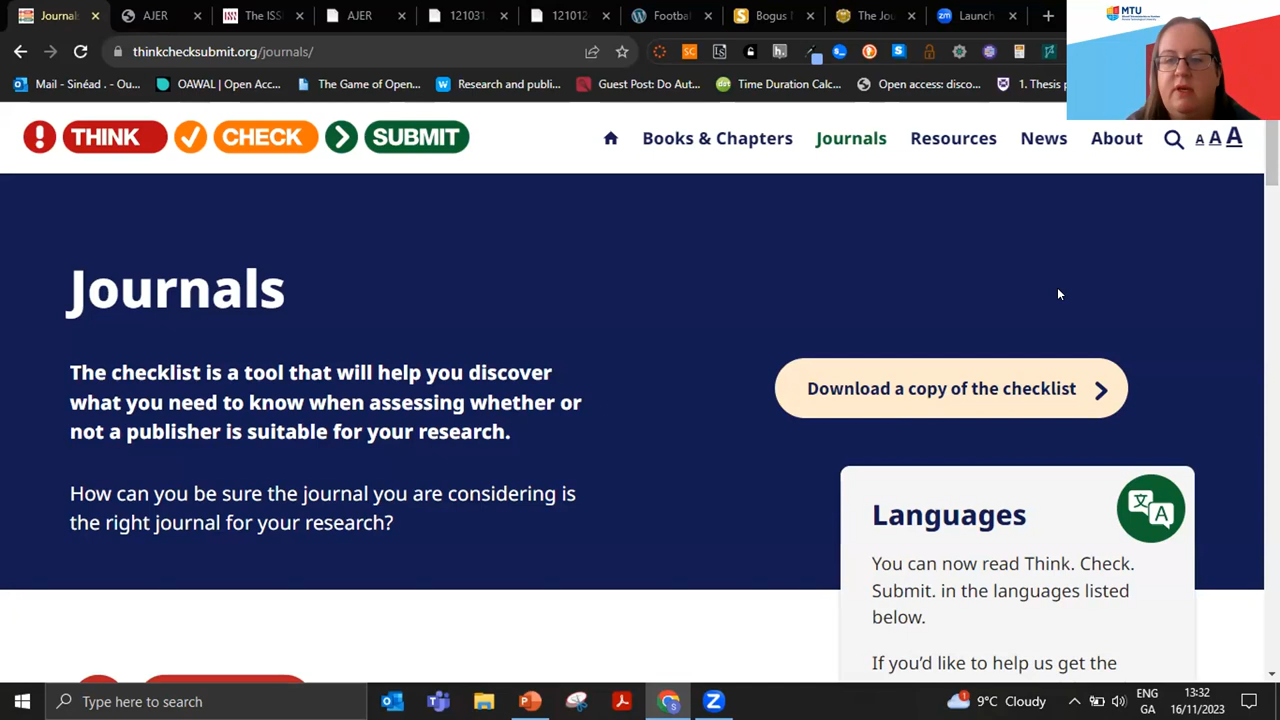 Journals
AJER
The ISS
AJER
121031
121012
Footba
Bogus M
The Jo
Launch
MTU
thinkchecksubmit.org/journals/
Mail - Sinéad . - Ou...
OAWAL | Open Acc...
The Game of Open...
Research and publi...
Guest Post: Do Aut...
Time Duration Calc...
Open access: disco...
1. Thesis p
! THINK ✓ CHECK > SUBMIT
Books & Chapters
Journals
Resources
News
About
A A A
Journals
The checklist is a tool that will help you discover
what you need to know when assessing whether or
not a publisher is suitable for your research.
How can you be sure the journal you are considering is
the right journal for your research?
Download a copy of the checklist
Languages
You can now read Think. Check.
Submit. in the languages listed
below.
If you'd like to help us get the
Type here to search
9°C Cloudy
ENG
GA
13:32
16/11/2023